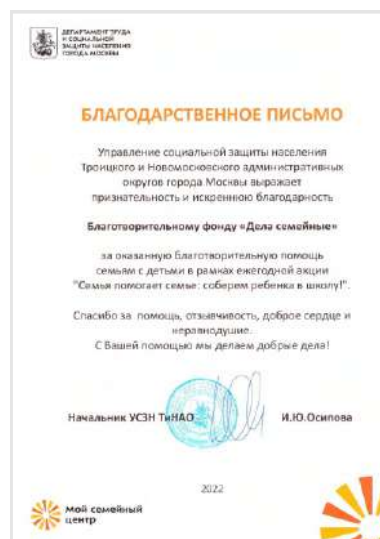 ДЕПАРТАМЕНТ ТРУДА
И СОЦИАЛЬНОЙ
ЗАЩИТЫ НАСЕЛЕНИЯ
ГОРОДА МОСКВЫ
БЛАГОДАРСТВЕННОЕ ПИСЬМО
Управление социальной защиты населения
Троицкого и Новомосковского административных
округов города Москвы выражает
признательность и искреннюю благодарность
Благотворительному фонду «Дела семейные»
за оказанную благотворительную помощь
семьям с детьми в рамках ежегодной акции
"Семья помогает семье: соберем ребенка в школу!".
Спасибо за помощь, отзывчивость, доброе сердце и
неравнодушие.
С Вашей помощью мы делаем добрые дела!
Начальник УСЗН ТиНАО И.Ю.Осипова
2022
Мой семейный
центр